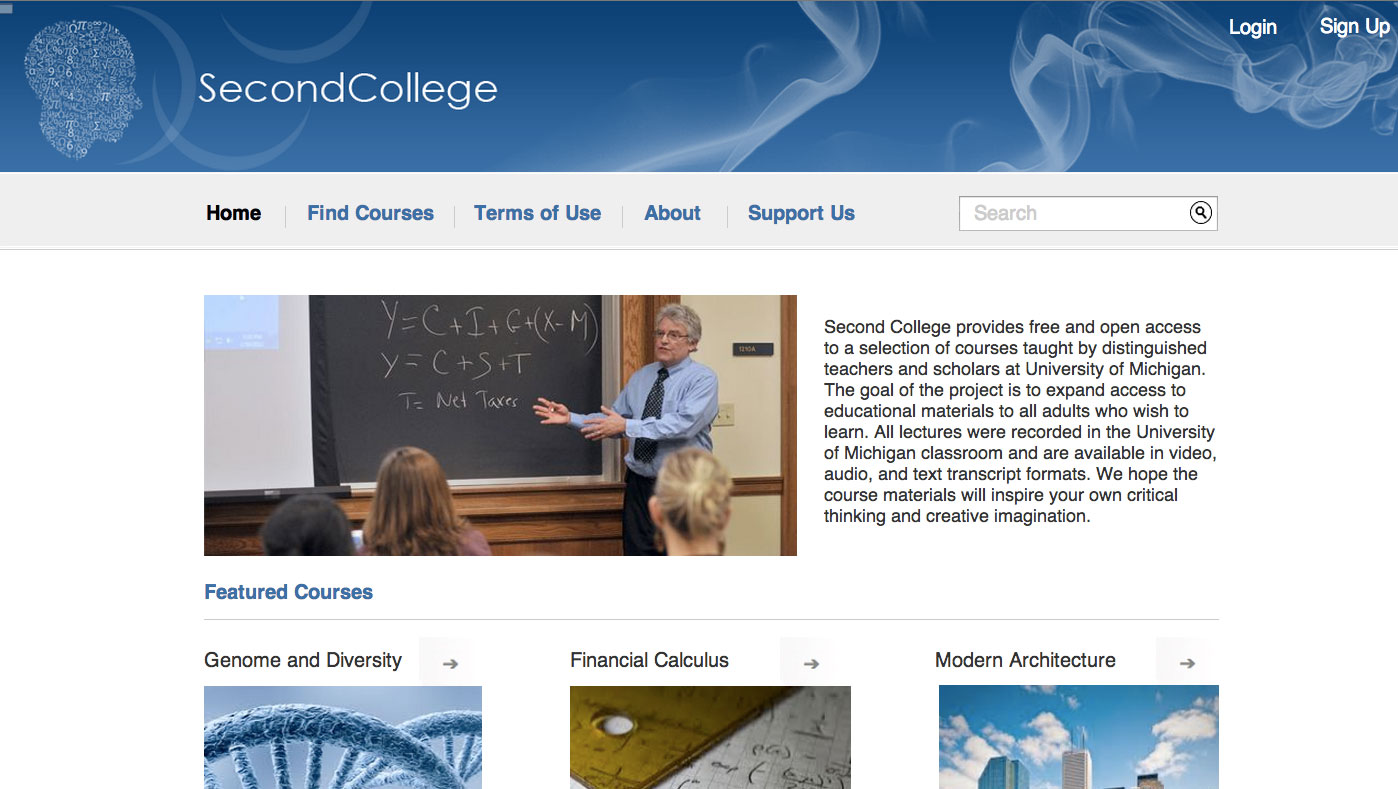 Login
Sign Up
SecondCollege
Home
Find Courses
Terms of Use
About
Support Us
Search
Y=C+I+G+(X-M)
Y=C+S+T
T= Net Taxes
1210A
Second College provides free and open access
to a selection of courses taught by distinguished
teachers and scholars at University of Michigan.
The goal of the project is to expand access to
educational materials to all adults who wish to
learn. All lectures were recorded in the University
of Michigan classroom and are available in video,
audio, and text transcript formats. We hope the
course materials will inspire your own critical
thinking and creative imagination.
Featured Courses
Genome and Diversity
Financial Calculus
Modern Architecture